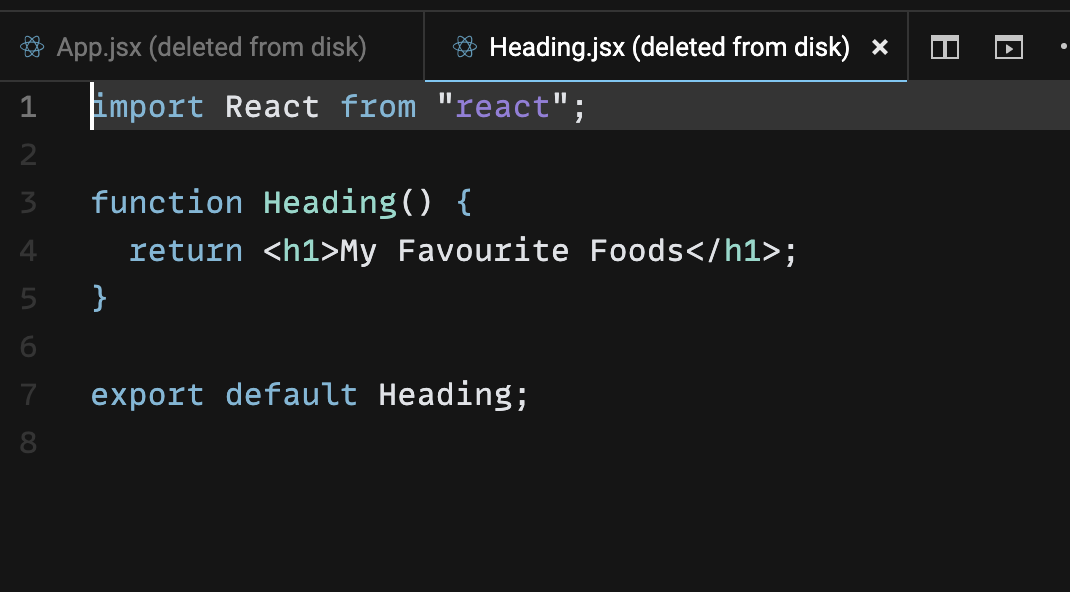 App.jsx (deleted from disk) Heading.jsx (deleted from disk) ×
1 import React from "react";
2
3 function Heading() {
4   return <h1>My Favourite Foods</h1>;
5 }
6
7 export default Heading;
8